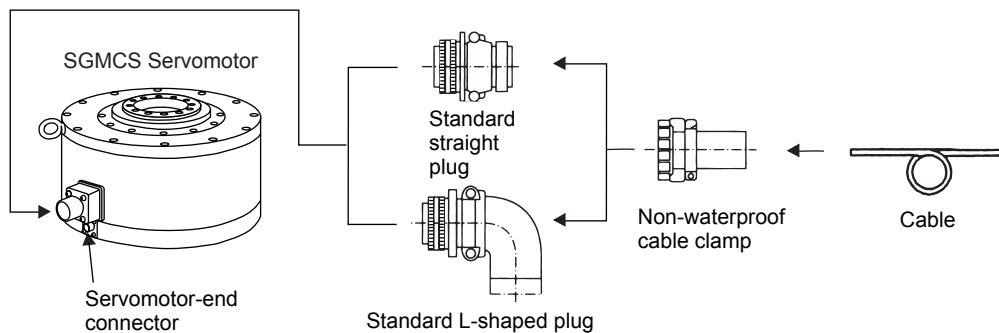 SGMCS Servomotor
Standard
straight
plug
Non-waterproof
cable clamp
Cable
Servomotor-end
connector
Standard L-shaped plug